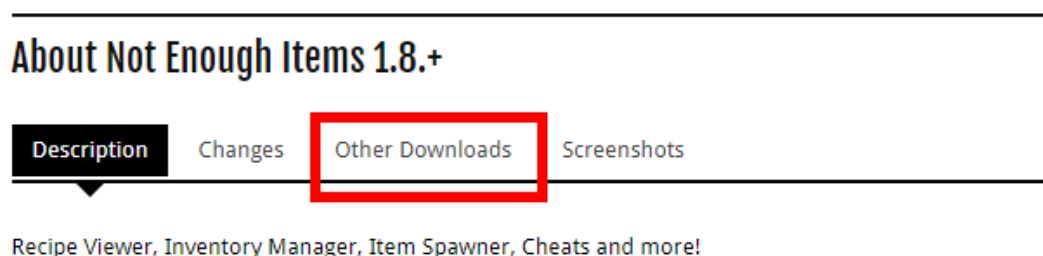 About Not Enough Items 1.8.+
Description Changes Other Downloads Screenshots
Recipe Viewer, Inventory Manager, Item Spawner, Cheats and more!